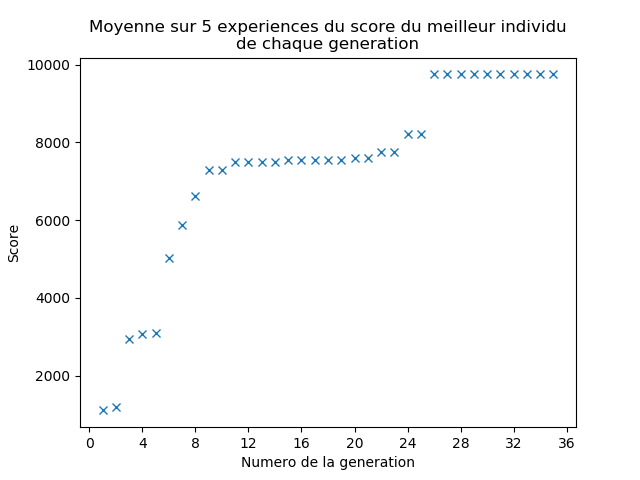 Moyenne sur 5 experiences du score du meilleur individu
de chaque generation
10000
8000
6000
4000
2000
Score
0 4 8 12 16 20 24 28 32 36
Numero de la generation